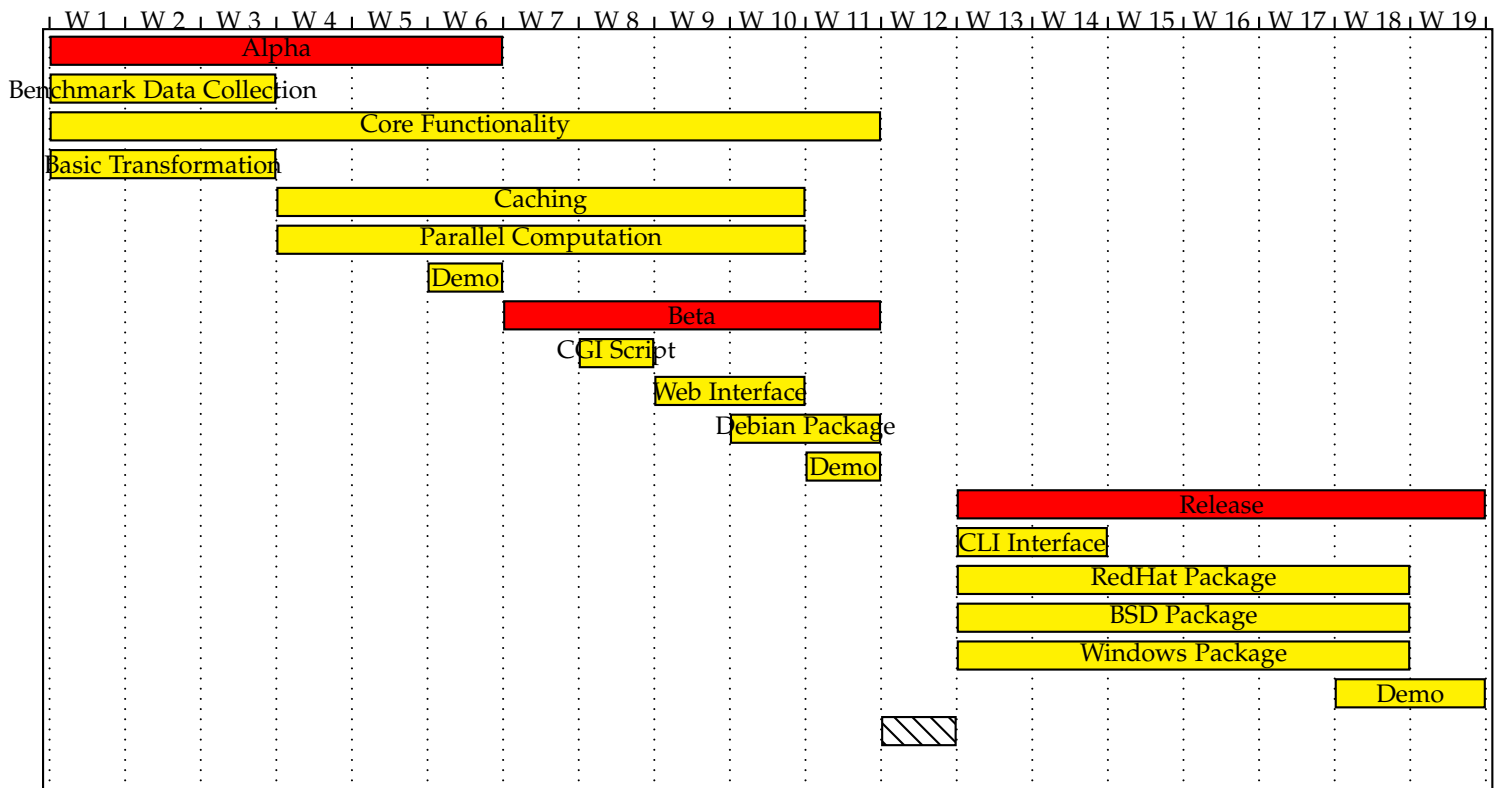 W 1 W 2 W 3 W 4 W 5 W 6 W 7 W 8 W 9 W 10 W 11 W 12 W 13 W 14 W 15 W 16 W 17 W 18 W 19
Alpha
Benchmark Data Collection
Core Functionality
Basic Transformation
Caching
Parallel Computation
Demo
Beta
CGI Script
Web Interface
Debian Package
Demo
Release
CLI Interface
RedHat Package
BSD Package
Windows Package
Demo